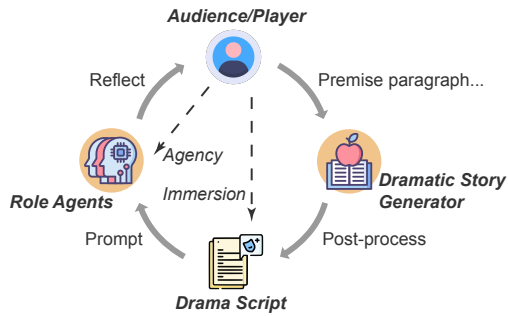 Audience/Player
Reflect
Premise paragraph...
Agency
Role Agents
Immersion
Dramatic Story
Generator
Prompt
Post-process
Drama Script